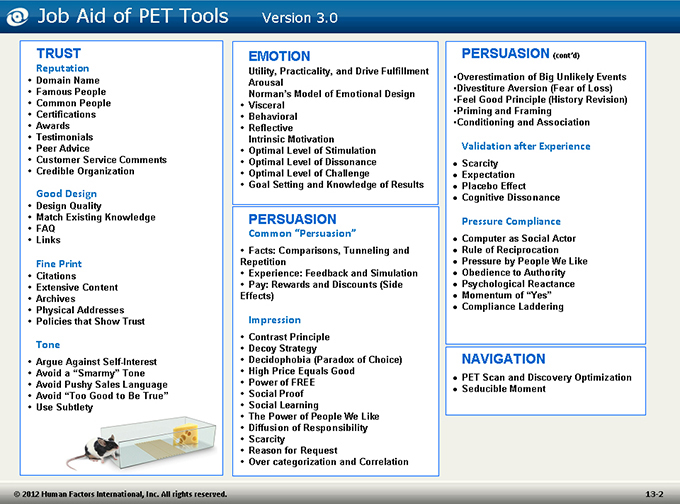 Job Aid of PET Tools Version 3.0
TRUST
Reputation
• Domain Name
• Famous People
• Common People
• Certifications
• Awards
• Testimonials
• Peer Advice
• Customer Service Comments
• Credible Organization
Good Design
• Design Quality
• Match Existing Knowledge
• FAQ
• Links
Fine Print
• Citations
• Extensive Content
• Archives
• Physical Addresses
• Policies that Show Trust
Tone
• Argue Against Self-Interest
• Avoid a “Smarmy” Tone
• Avoid Pushy Sales Language
• Avoid “Too Good to Be True”
• Use Subtlety
EMOTION
Utility, Practicality, and Drive Fulfillment
Arousal
Norman’s Model of Emotional Design
• Visceral
• Behavioral
• Reflective
Intrinsic Motivation
• Optimal Level of Stimulation
• Optimal Level of Dissonance
• Optimal Level of Challenge
• Goal Setting and Knowledge of Results
PERSUASION
Common “Persuasion”
• Facts: Comparisons, Tunneling and
Repetition
• Experience: Feedback and Simulation
• Pay: Rewards and Discounts (Side
Effects)
Impression
• Contrast Principle
• Decoy Strategy
• Decidophobia (Paradox of Choice)
• High Price Equals Good
• Power of FREE
• Social Proof
• Social Learning
• The Power of People We Like
• Diffusion of Responsibility
• Scarcity
• Reason for Request
• Over categorization and Correlation
PERSUASION (cont’d)
•Overestimation of Big Unlikely Events
•Divestiture Aversion (Fear of Loss)
•Feel Good Principle (History Revision)
•Priming and Framing
•Conditioning and Association
Validation after Experience
• Scarcity
• Expectation
• Placebo Effect
• Cognitive Dissonance
Pressure Compliance
• Computer as Social Actor
• Rule of Reciprocation
• Pressure by People We Like
• Obedience to Authority
• Psychological Reactance
• Momentum of “Yes”
• Compliance Laddering
NAVIGATION
• PET Scan and Discovery Optimization
• Seducible Moment
© 2012 Human Factors International, Inc. All rights reserved.
13-2